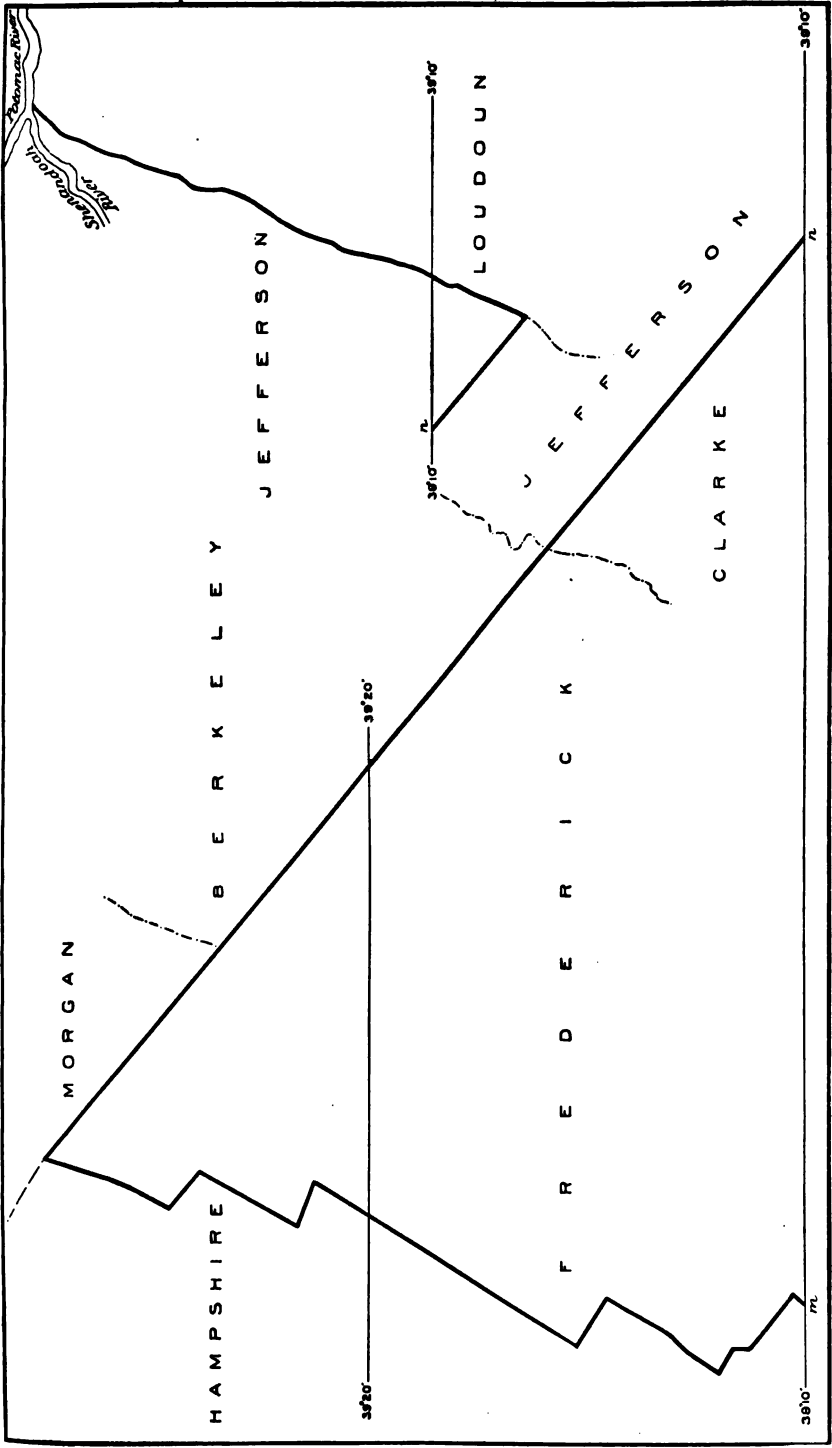 Potomac River
Shenandoah
River
MORGAN
HAMPSHIRE
BERKELEY
JEFFERSON
LOUDOUN
39°10'
39°10'
n
JEFFERSON
39°20'
39°20'
FREDERICK
CLARKE
39°10'
39°10'
m
n